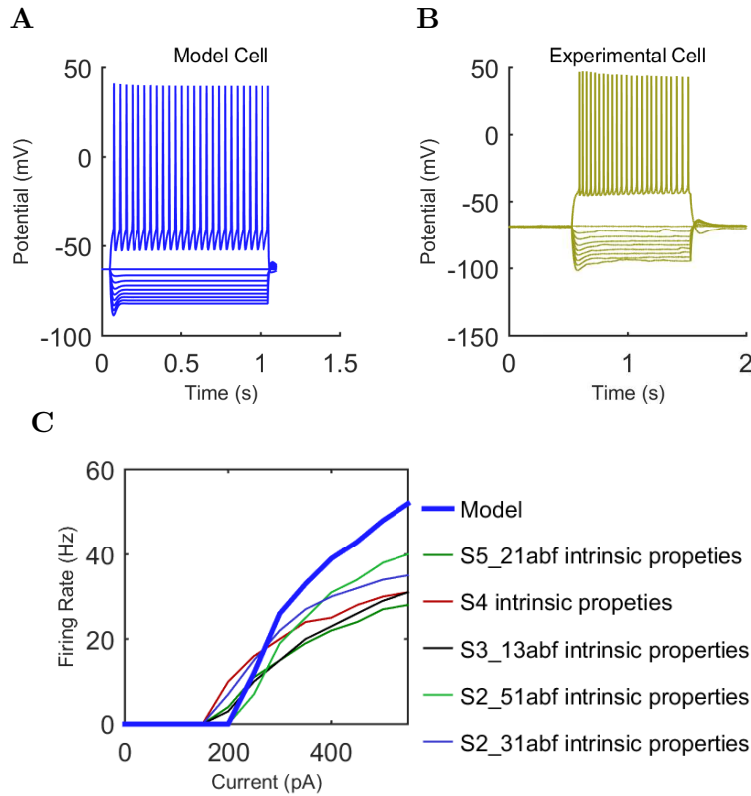 A
Model Cell
50
0
-50
-100
Potential (mV)
0
0.5
1
1.5
Time (s)
B
Experimental Cell
50
0
-50
-100
-150
Potential (mV)
0
1
2
Time (s)
C
60
40
20
0
Firing Rate (Hz)
0
200
400
Current (pA)
Model
S5_21abf intrinsic propeties
S4 intrinsic propeties
S3_13abf intrinsic properties
S2_51abf intrinsic properties
S2_31abf intrinsic properties